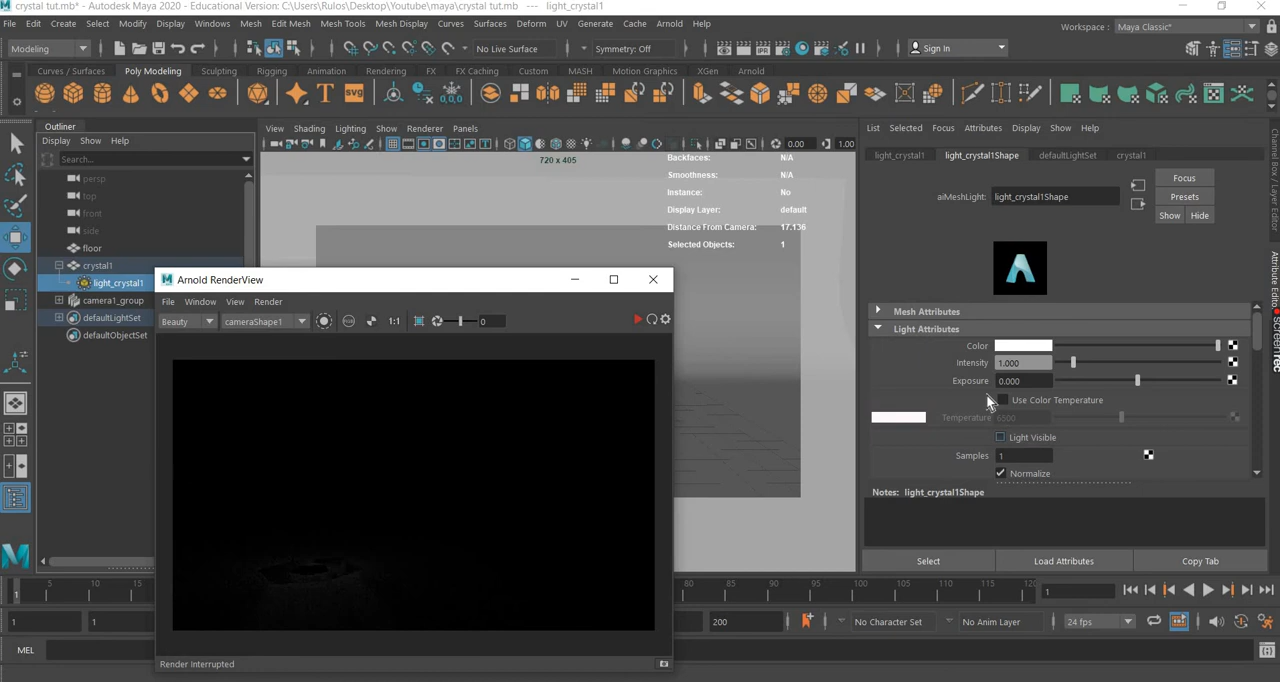 crystal tut.mb* - Autodesk Maya 2020 - Educational Version: C:\Users\Rulos\Desktop\Youtube\maya\crystal tut.mb --- light_crystal1
File Edit Create Select Modify Display Windows Mesh Edit Mesh Mesh Tools Mesh Display Curves Surfaces Deform UV Generate Cache Arnold Help
Workspace : Maya Classic*
Modeling No Live Surface Symmetry: Off Sign In
Curves / Surfaces Poly Modeling Sculpting Rigging Animation Rendering FX FX Caching Custom MASH Motion Graphics XGen Arnold
Outliner
Display Show Help
Search...
persp
top
front
side
floor
crystal1
light_crystal1
camera1_group
defaultLightSet
defaultObjectSet
View Shading Lighting Show Renderer Panels
0.00 1.00
720 x 405
Backfaces: N/A
Smoothness: N/A
Instance: No
Display Layer: default
Distance From Camera: 17.136
Selected Objects: 1
Arnold RenderView
File Window View Render
Beauty cameraShape1 1:1 0
Render Interrupted
List Selected Focus Attributes Display Show Help
light_crystal1 light_crystal1Shape defaultLightSet crystal1
aiMeshLight: light_crystal1Shape
Focus
Presets
Show Hide
Mesh Attributes
Light Attributes
Color
Intensity 1.000
Exposure 0.000
Use Color Temperature
Temperature 6500
Light Visible
Samples 1
Normalize
Notes: light_crystal1Shape
Select Load Attributes Copy Tab
Channel Box / Layer Editor
Attribute Editor
SCREENTREC
5 10 15 80 85 90 95 100 105 110 115 120
1 1
1 1 200 No Character Set No Anim Layer 24 fps
MEL